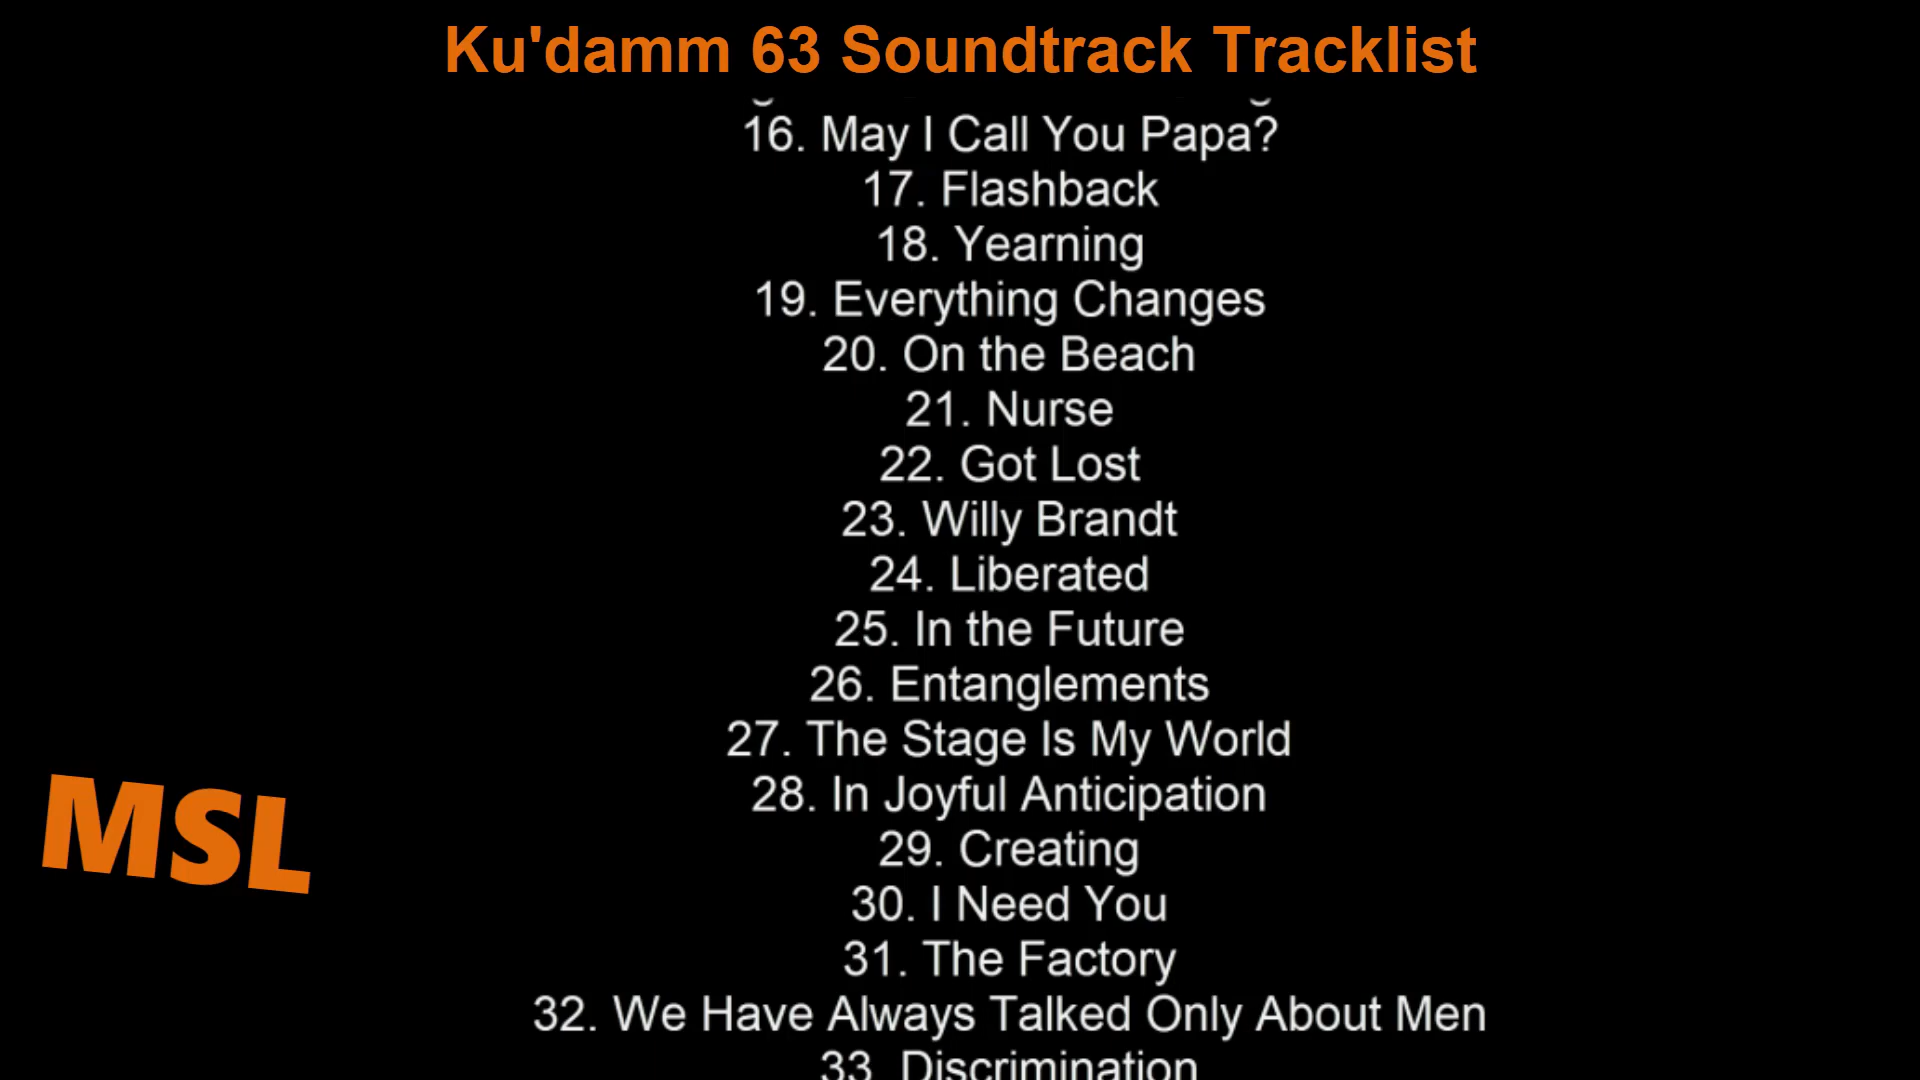 Ku'damm 63 Soundtrack Tracklist
16. May I Call You Papa?
17. Flashback
18. Yearning
19. Everything Changes
20. On the Beach
21. Nurse
22. Got Lost
23. Willy Brandt
24. Liberated
25. In the Future
26. Entanglements
27. The Stage Is My World
28. In Joyful Anticipation
29. Creating
30. I Need You
31. The Factory
32. We Have Always Talked Only About Men
33. Discrimination
MSL